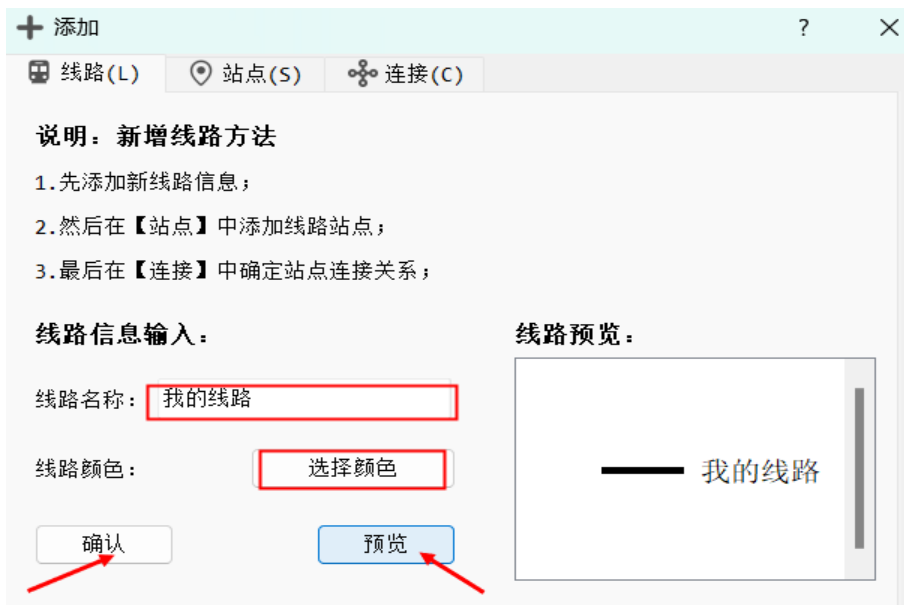 添加 ?
线路(L) 站点(S) 连接(C)
说明：新增线路方法
1.先添加新线路信息；
2.然后在【站点】中添加线路站点；
3.最后在【连接】中确定站点连接关系；
线路信息输入： 线路预览：
线路名称： 我的线路
线路颜色： 选择颜色
我的线路
确认 预览